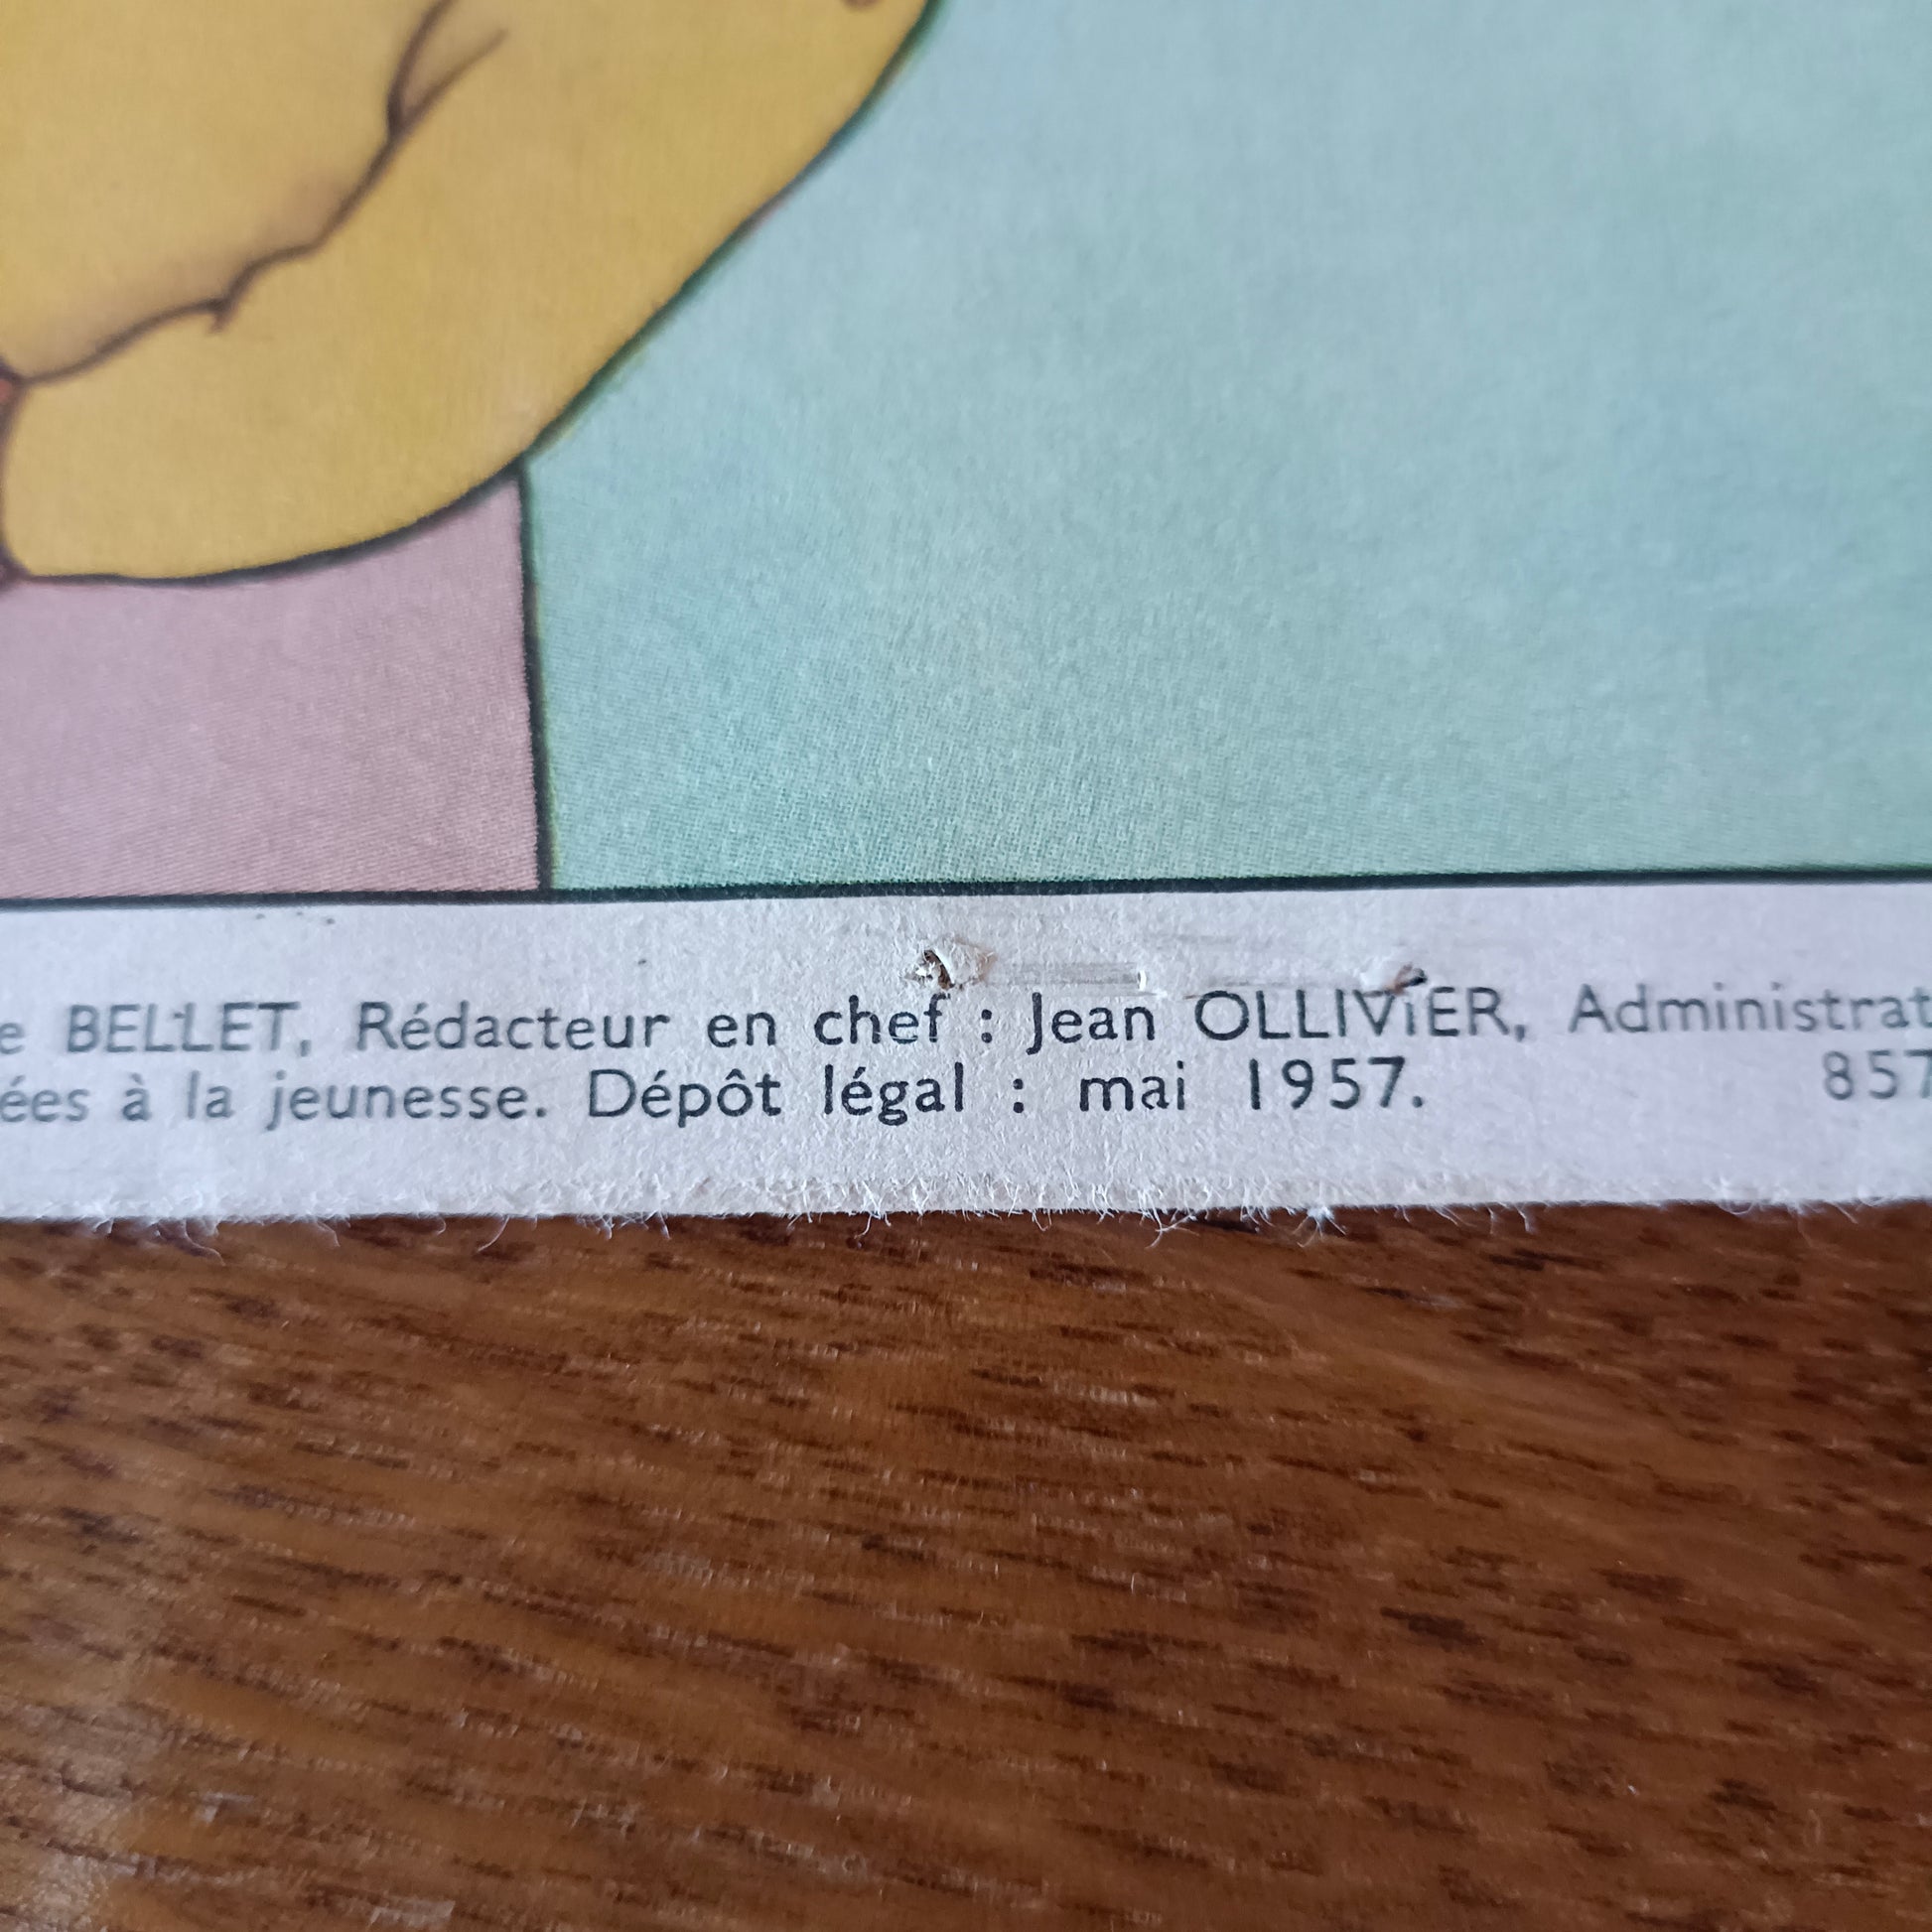 e BELLET, Rédacteur en chef : Jean OLLIVIER, Administrat
ées à la jeunesse. Dépôt légal : mai 1957. 857